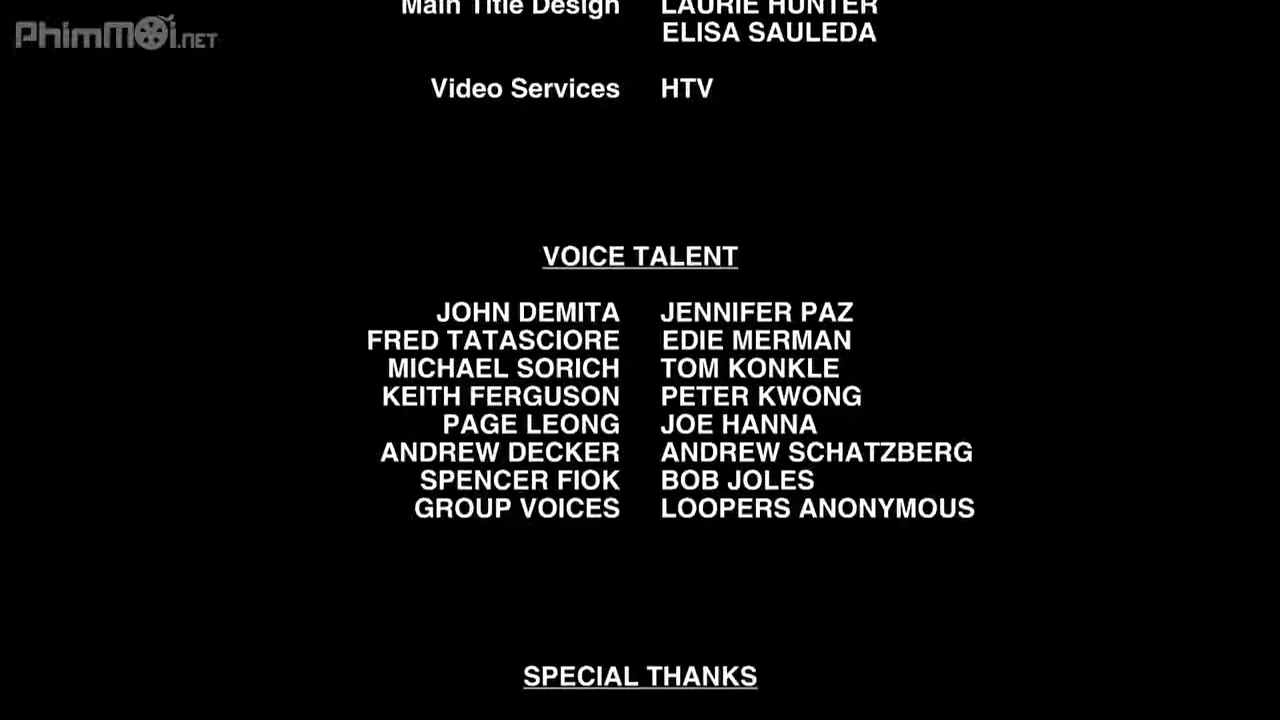 PhimMoi.NET
Main Title Design LAURIE HUNTER
ELISA SAULEDA
Video Services HTV
VOICE TALENT
JOHN DEMITA JENNIFER PAZ
FRED TATASCIORE EDIE MERMAN
MICHAEL SORICH TOM KONKLE
KEITH FERGUSON PETER KWONG
PAGE LEONG JOE HANNA
ANDREW DECKER ANDREW SCHATZBERG
SPENCER FIOK BOB JOLES
GROUP VOICES LOOPERS ANONYMOUS
SPECIAL THANKS